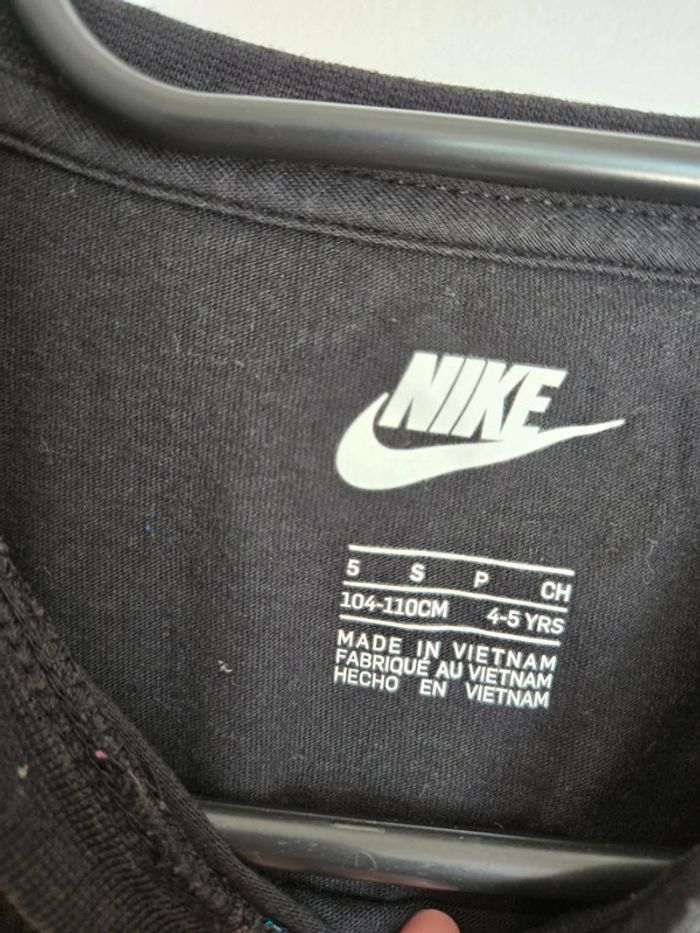 NIKE
5 S P CH
104-110CM 4-5 YRS
MADE IN VIETNAM
FABRIQUÉ AU VIETNAM
HECHO EN VIETNAM